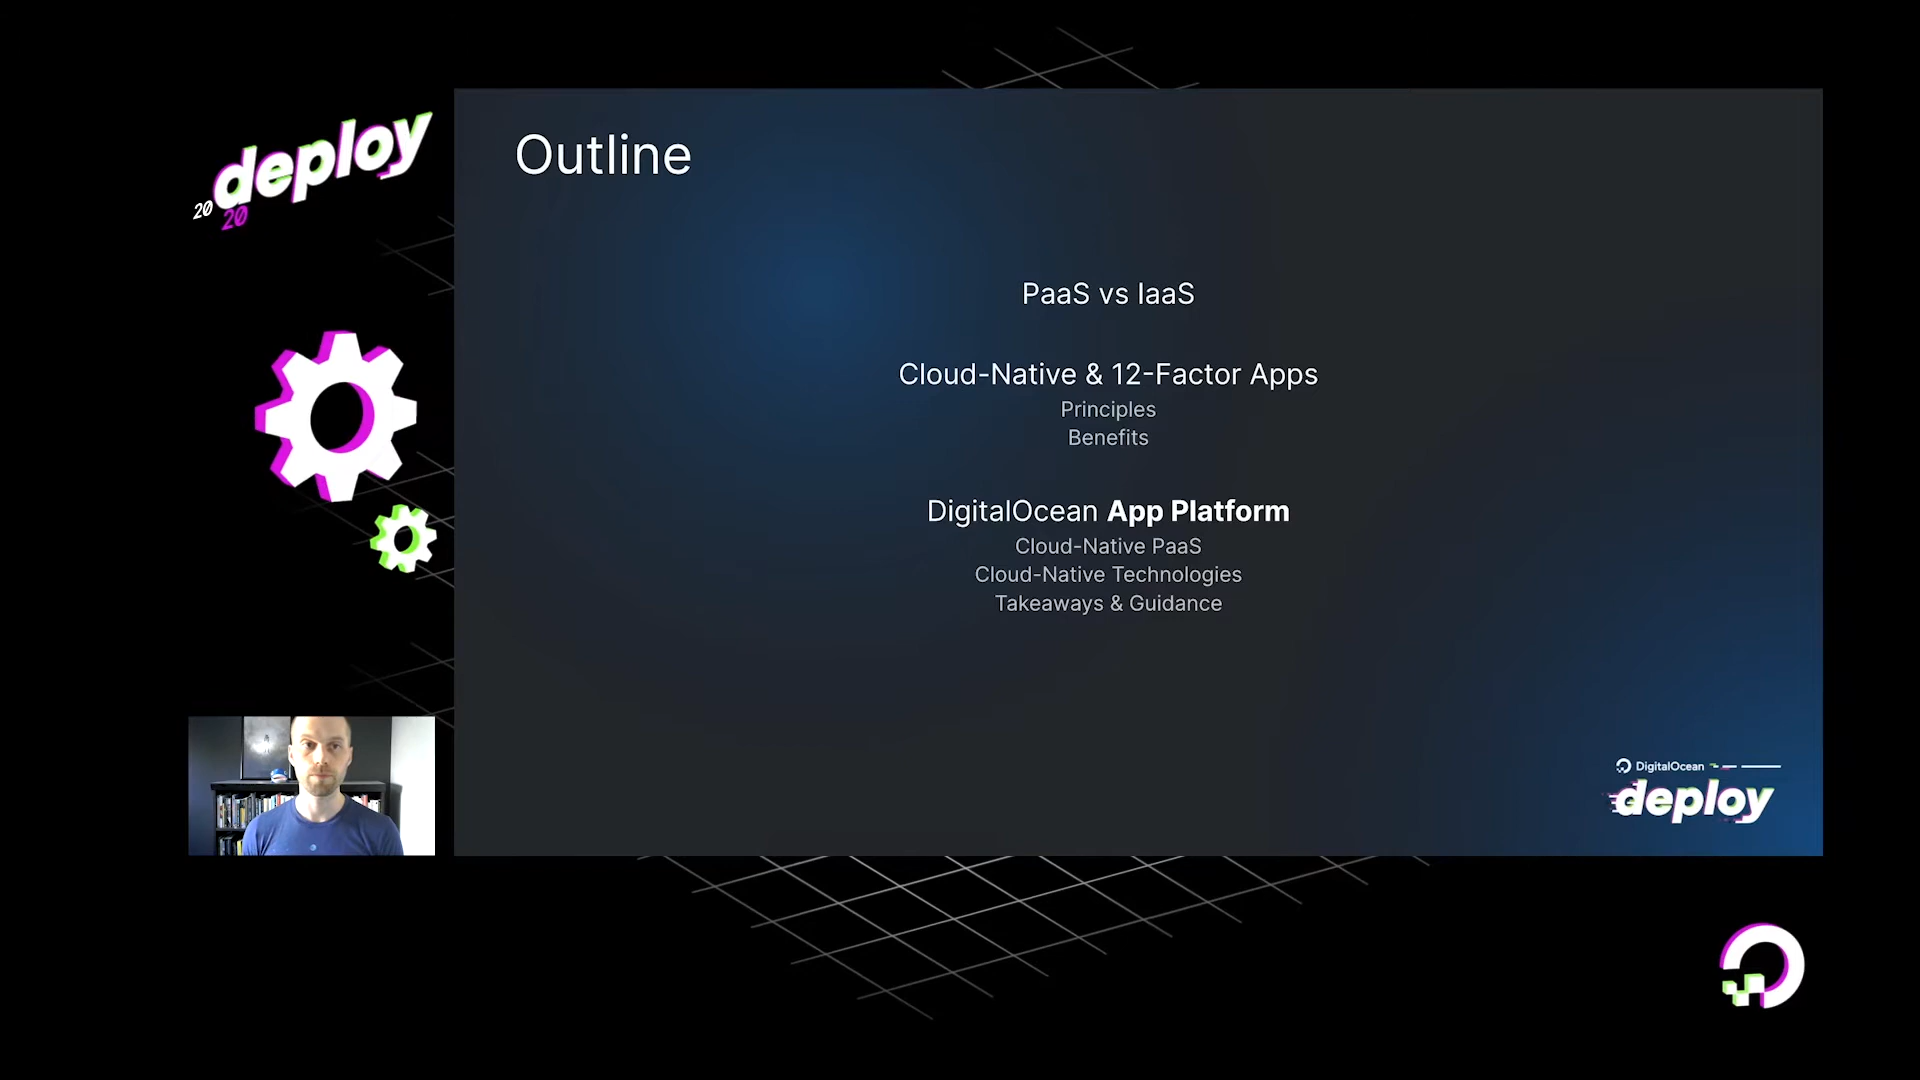 deploy
20
20
Outline
PaaS vs IaaS
Cloud-Native & 12-Factor Apps
Principles
Benefits
DigitalOcean App Platform
Cloud-Native PaaS
Cloud-Native Technologies
Takeaways & Guidance
DigitalOcean
deploy